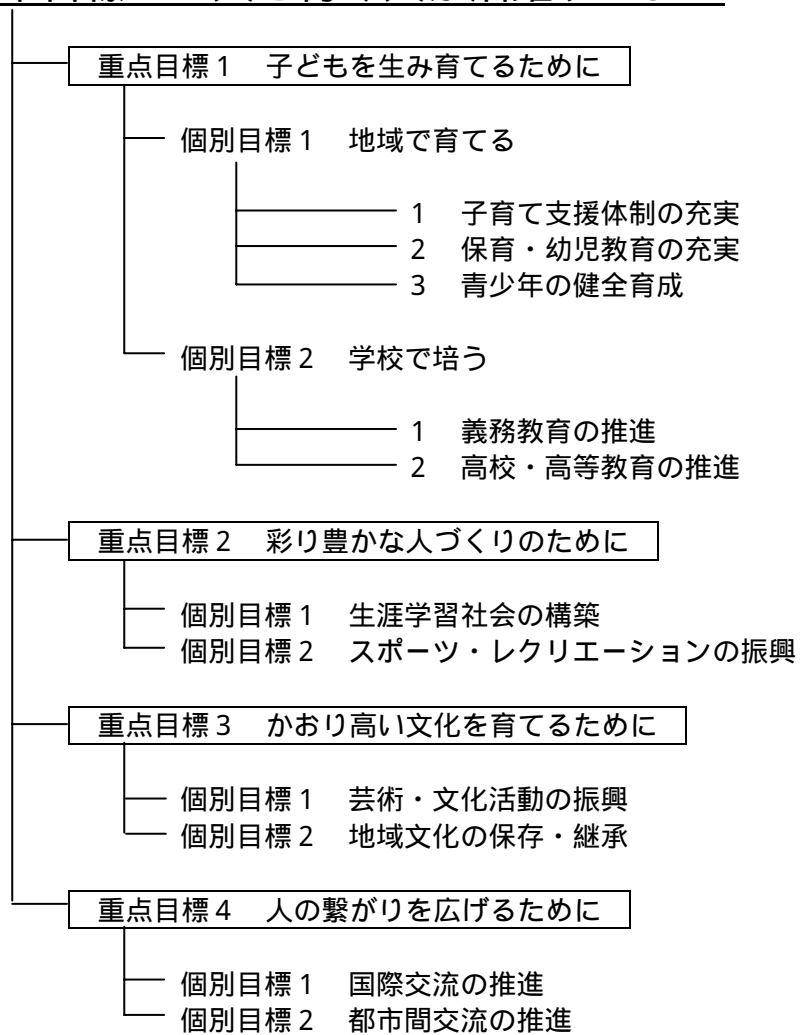 重点目標１　子どもを生み育てるために
個別目標１　地域で育てる
1　子育て支援体制の充実
2　保育・幼児教育の充実
3　青少年の健全育成
個別目標２　学校で培う
1　義務教育の推進
2　高校・高等教育の推進
重点目標２　彩り豊かな人づくりのために
個別目標１　生涯学習社会の構築
個別目標２　スポーツ・レクリエーションの振興
重点目標３　かおり高い文化を育てるために
個別目標１　芸術・文化活動の振興
個別目標２　地域文化の保存・継承
重点目標４　人の繋がりを広げるために
個別目標１　国際交流の推進
個別目標２　都市間交流の推進